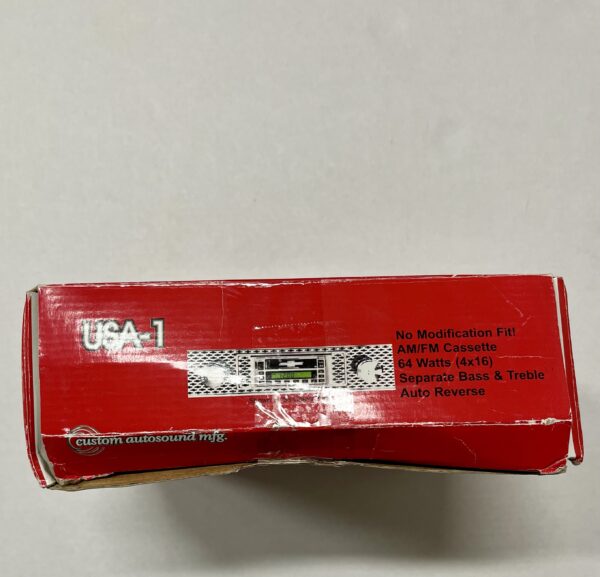 USA-1
No Modification Fit!
AM/FM Cassette
64 Watts (4x16)
Separate Bass & Treble
Auto Reverse
custom autosound mfg.